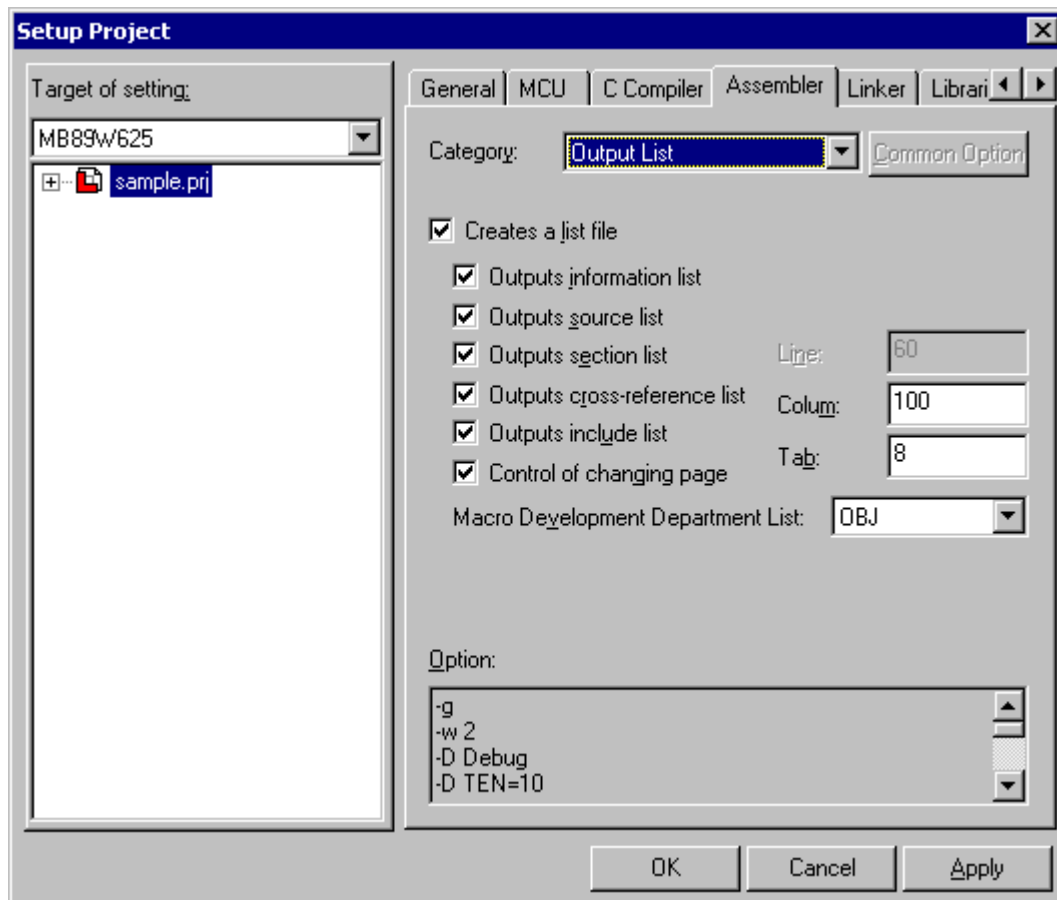 Setup Project
Target of setting:
MB89W625
sample.prj
General MCU C Compiler Assembler Linker Librari
Category: Output List Common Option
Creates a list file
Outputs information list
Outputs source list
Outputs section list Line: 60
Outputs cross-reference list Colum: 100
Outputs include list Tab: 8
Control of changing page
Macro Development Department List: OBJ
Option:
-g
-w 2
-D Debug
-D TEN=10
OK Cancel Apply